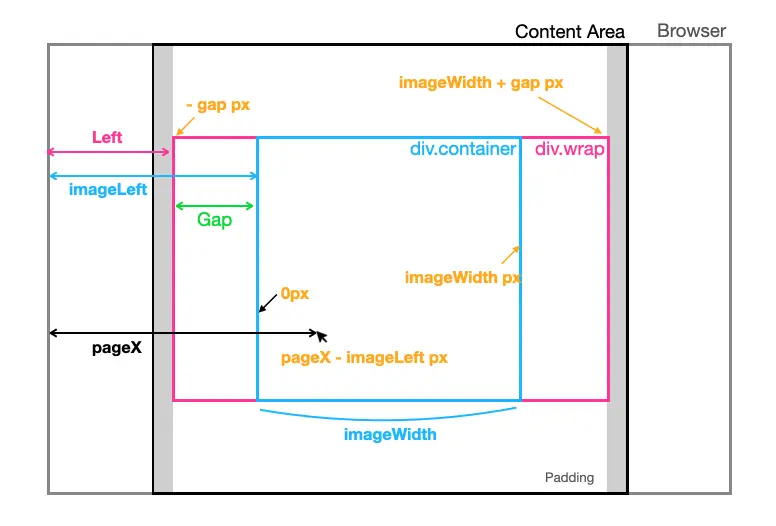 Content Area
Browser
imageWidth + gap px
- gap px
Left
div.container
div.wrap
imageLeft
Gap
imageWidth px
0px
pageX
pageX - imageLeft px
imageWidth
Padding